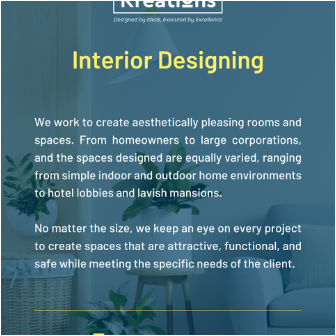 Kreations
Designed by Ideas, Executed by Excellence
Interior Designing
We work to create aesthetically pleasing rooms and
spaces. From homeowners to large corporations,
and the spaces designed are equally varied, ranging
from simple indoor and outdoor home environments
to hotel lobbies and lavish mansions.
No matter the size, we keep an eye on every project
to create spaces that are attractive, functional, and
safe while meeting the specific needs of the client.